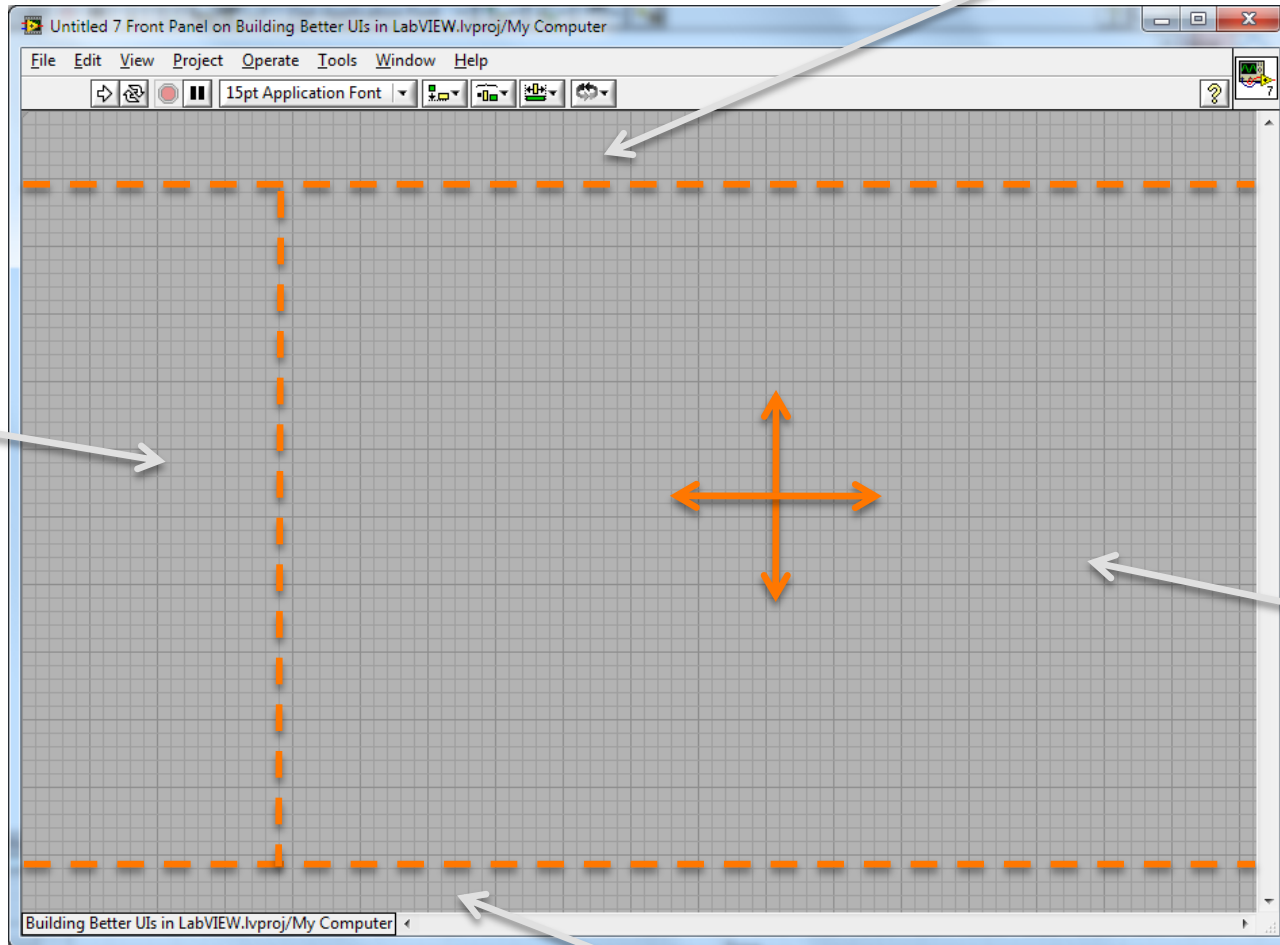 Untitled 7 Front Panel on Building Better UIs in LabVIEW.lvproj/My Computer
File Edit View Project Operate Tools Window Help
15pt Application Font
?
7
Building Better UIs in LabVIEW.lvproj/My Computer